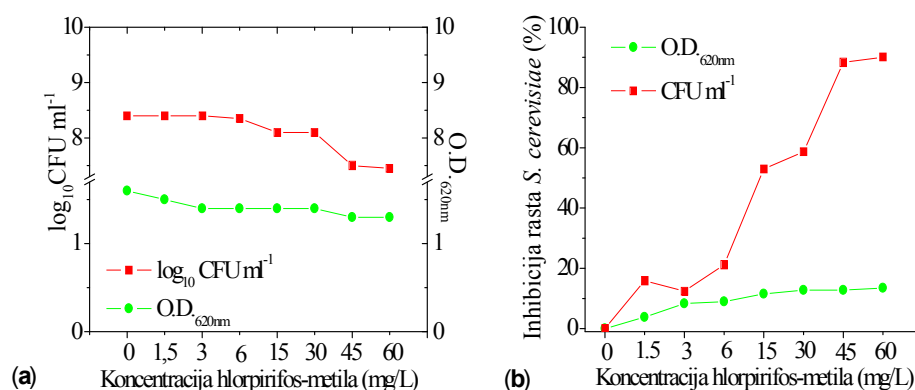 10
9
8
1
0
log₁₀CFU ml⁻¹
10
9
8
1
0
O.D.₆₂₀nm
log₁₀ CFU ml⁻¹
O.D.₆₂₀nm
0 1,5 3 6 15 30 45 60
Koncentracija hlorpirifos-metila (mg/L)
(a)
100
80
60
40
20
0
Inhibicija rasta S. cerevisiae (%)
O.D.₆₂₀nm
CFU ml⁻¹
0 1.5 3 6 15 30 45 60
Koncentracija hlorpirifos-metila (mg/L)
(b)